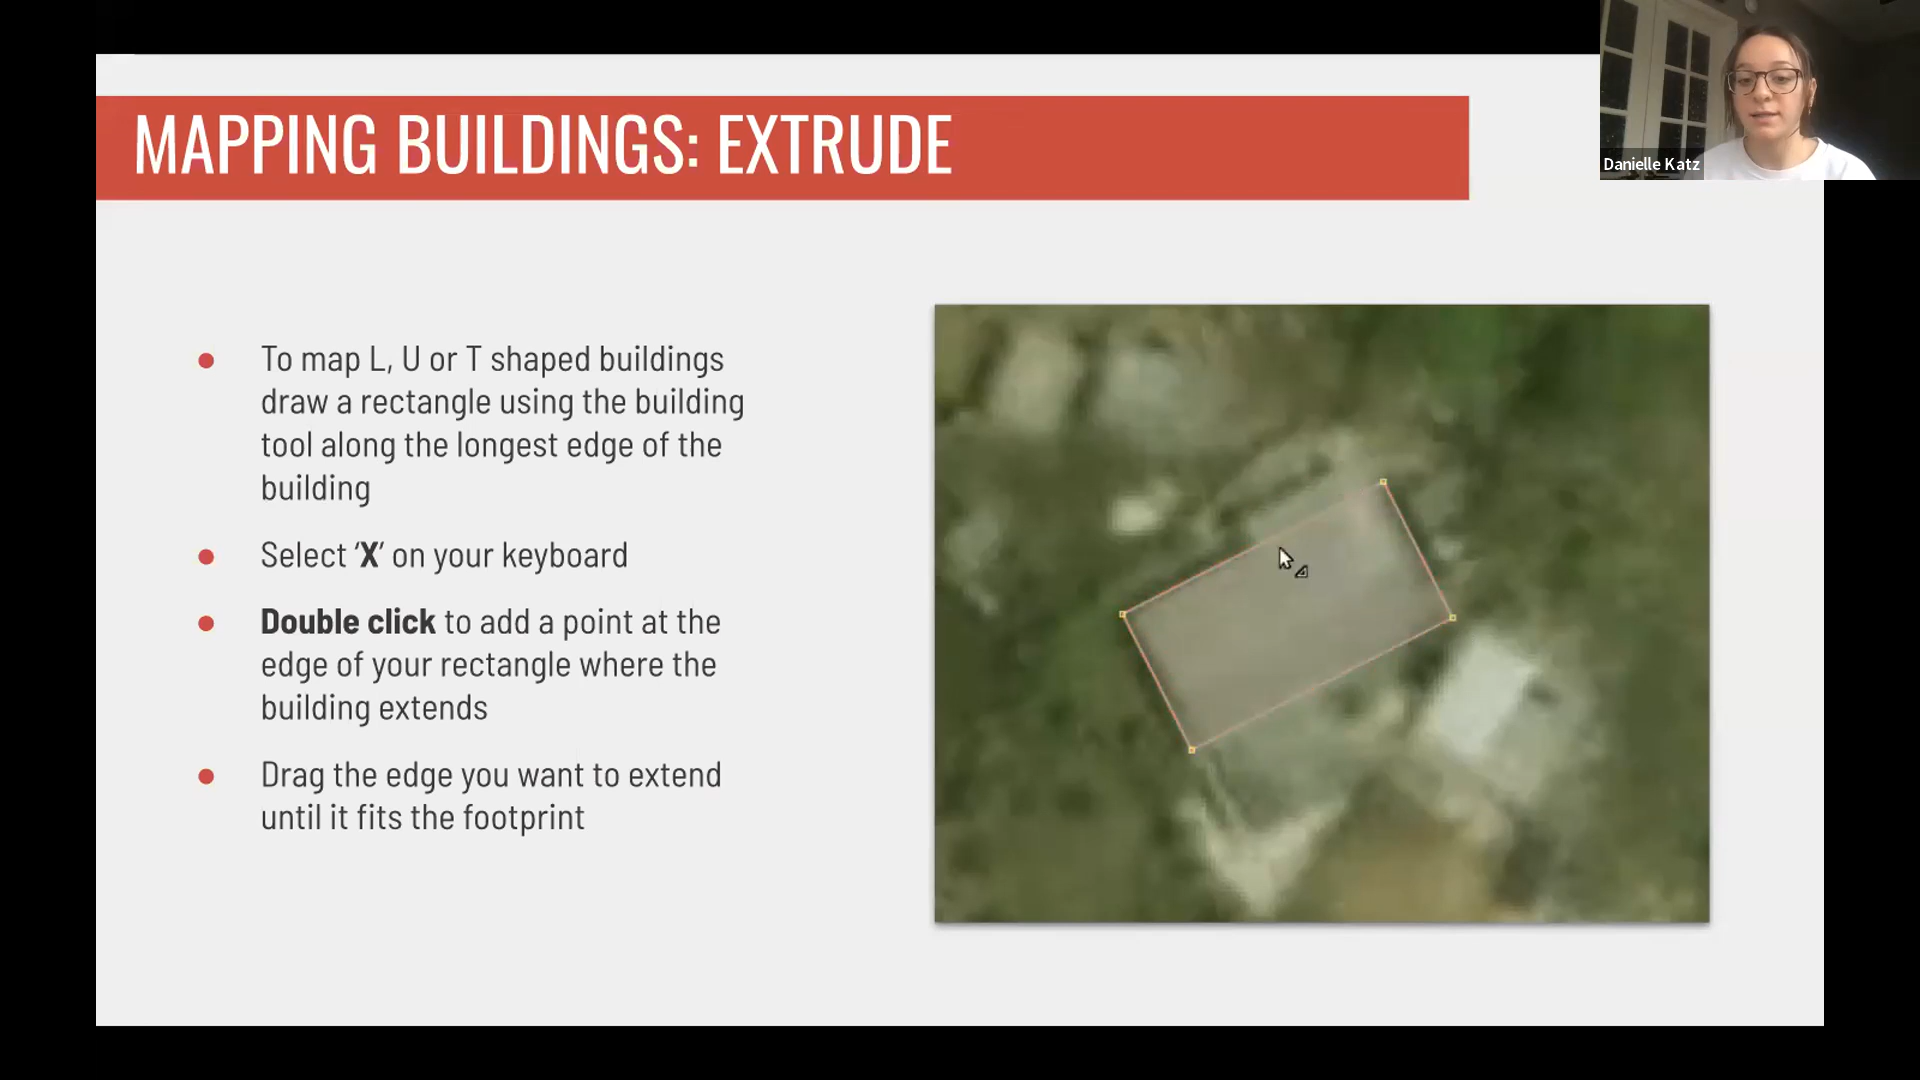 MAPPING BUILDINGS: EXTRUDE
Danielle Katz
● To map L, U or T shaped buildings
draw a rectangle using the building
tool along the longest edge of the
building
● Select ‘X’ on your keyboard
● Double click to add a point at the
edge of your rectangle where the
building extends
● Drag the edge you want to extend
until it fits the footprint